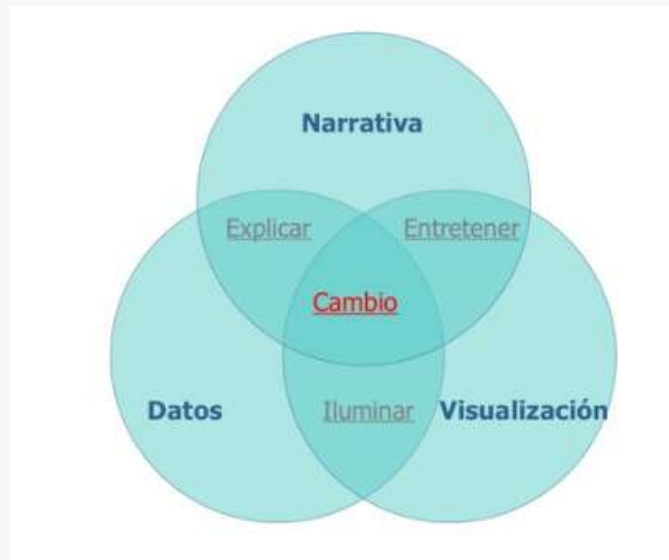 Narrativa
Explicar
Entretener
Cambio
Datos
Iluminar
Visualización